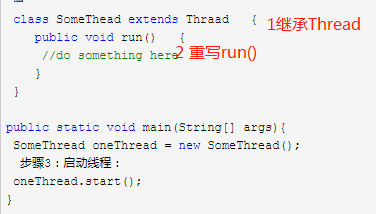 class SomeThead extends Thraad { 1继承Thread
public void run() {
//do something here 2 重写run()
}
}
public static void main(String[] args){
SomeThread oneThread = new SomeThread();
步骤3：启动线程：
oneThread.start();
}